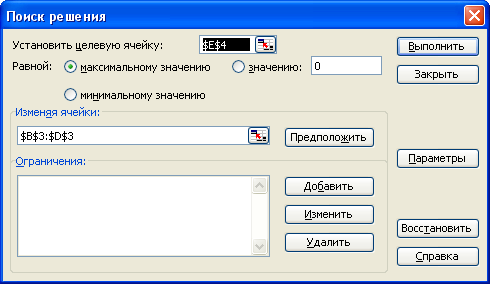 Поиск решения
Установить целевую ячейку: $E$4 Выполнить
Равной: максимальному значению значению: 0 Закрыть
минимальному значению
Изменяя ячейки:
$B$3:$D$3 Предположить
Ограничения: Параметры
Добавить
Изменить
Удалить Восстановить
Справка